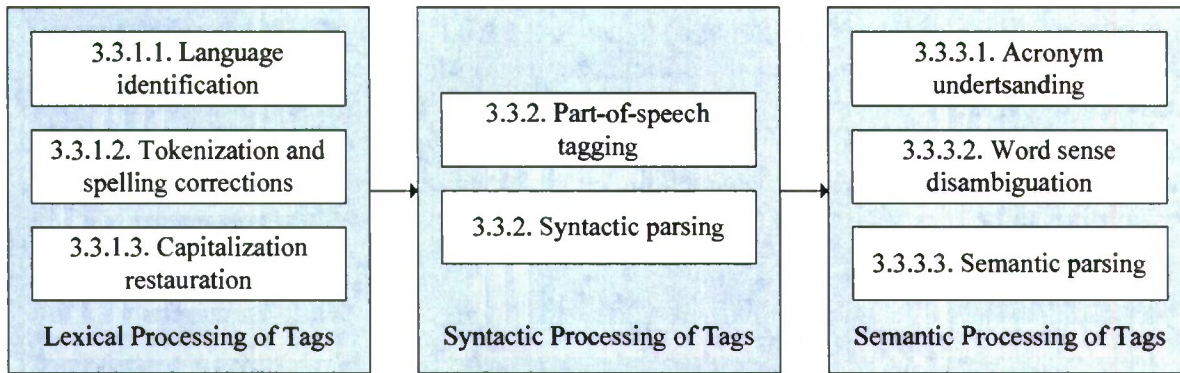 3.3.1.1. Language
identification
3.3.1.2. Tokenization and
spelling corrections
3.3.1.3. Capitalization
restauration
Lexical Processing of Tags
3.3.2. Part-of-speech
tagging
3.3.2. Syntactic parsing
Syntactic Processing of Tags
3.3.3.1. Acronym
undertsanding
3.3.3.2. Word sense
disambiguation
3.3.3.3. Semantic parsing
Semantic Processing of Tags